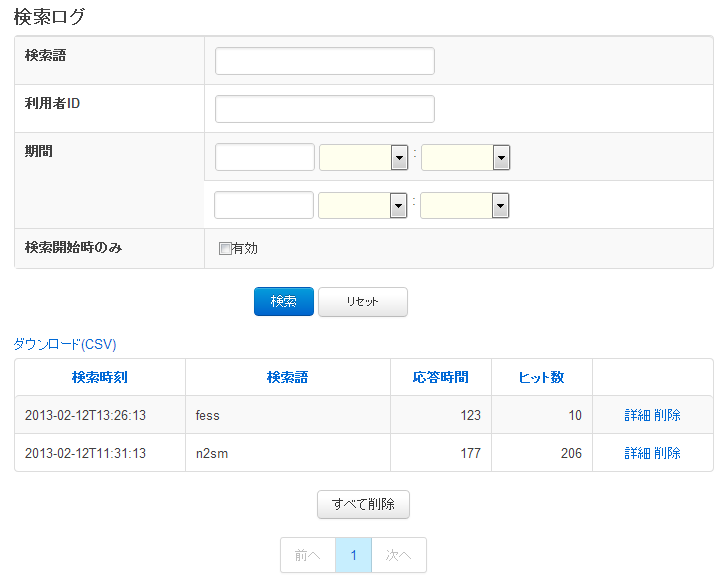 検索ログ
検索語
利用者ID
期間
:
:
検索開始時のみ 有効
検索 リセット
ダウンロード(CSV)
検索時刻 検索語 応答時間 ヒット数
2013-02-12T13:26:13 fess 123 10 詳細 削除
2013-02-12T11:31:13 n2sm 177 206 詳細 削除
すべて削除
前へ 1 次へ